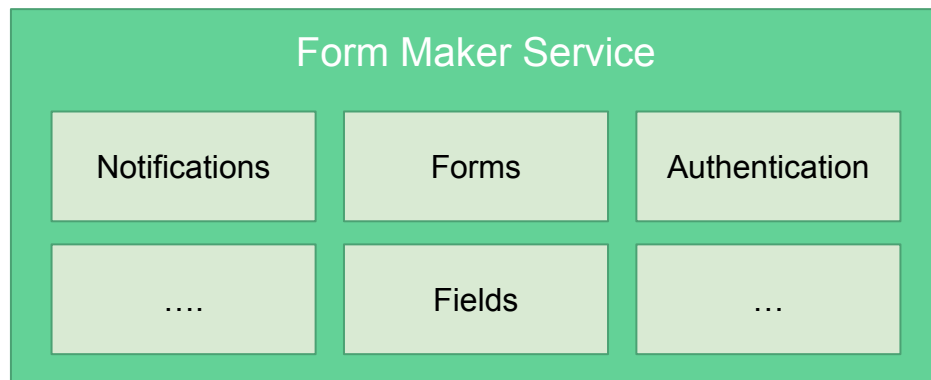 Form Maker Service
Notifications
Forms
Authentication
....
Fields
...